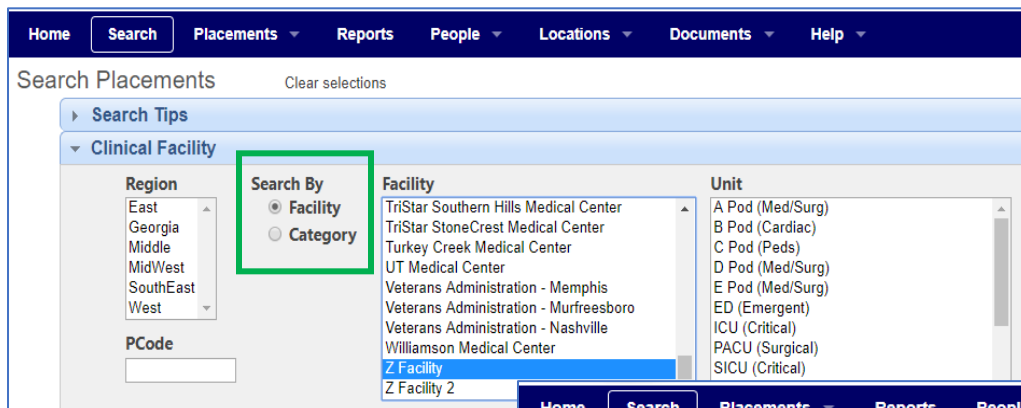 Home Search Placements Reports People Locations Documents Help
Search Placements Clear selections
Search Tips
Clinical Facility
Region
East
Georgia
Middle
MidWest
SouthEast
West
PCode
Search By
Facility
Category
Facility
TriStar Southern Hills Medical Center
TriStar StoneCrest Medical Center
Turkey Creek Medical Center
UT Medical Center
Veterans Administration - Memphis
Veterans Administration - Murfreesboro
Veterans Administration - Nashville
Williamson Medical Center
Z Facility
Z Facility 2
Unit
A Pod (Med/Surg)
B Pod (Cardiac)
C Pod (Peds)
D Pod (Med/Surg)
E Pod (Med/Surg)
ED (Emergent)
ICU (Critical)
PACU (Surgical)
SICU (Critical)
Home Search Placements Reports